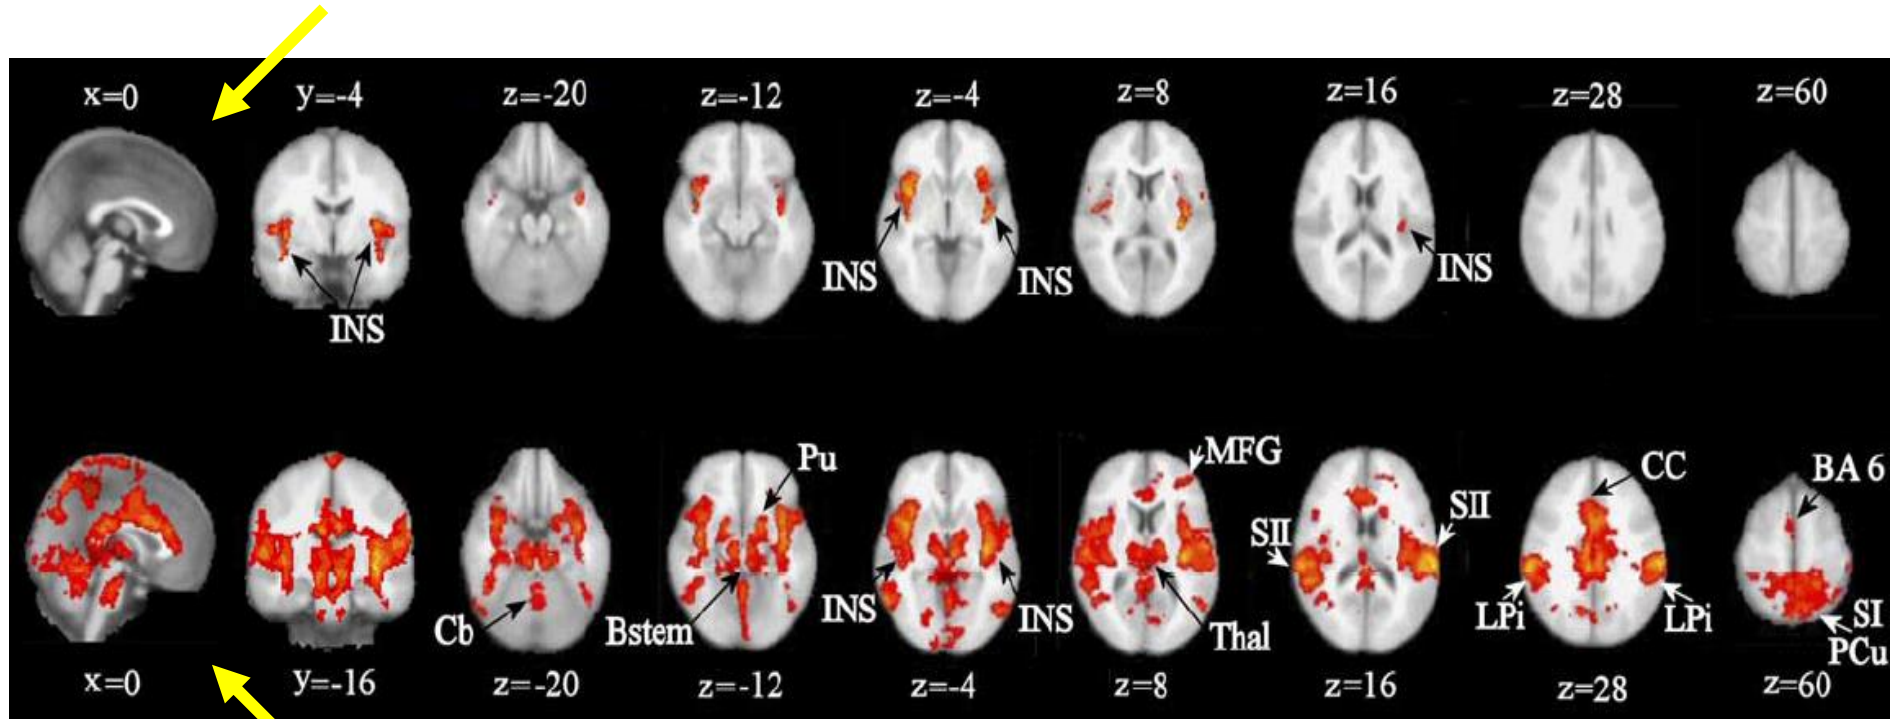 x=0 y=-4 z=-20 z=-12 z=-4 z=8 z=16 z=28 z=60
INS INS INS INS
Pu MFG CC BA 6
SII SII
Cb Bstem INS INS Thal LPi LPi SI
PCu
x=0 y=-16 z=-20 z=-12 z=-4 z=8 z=16 z=28 z=60